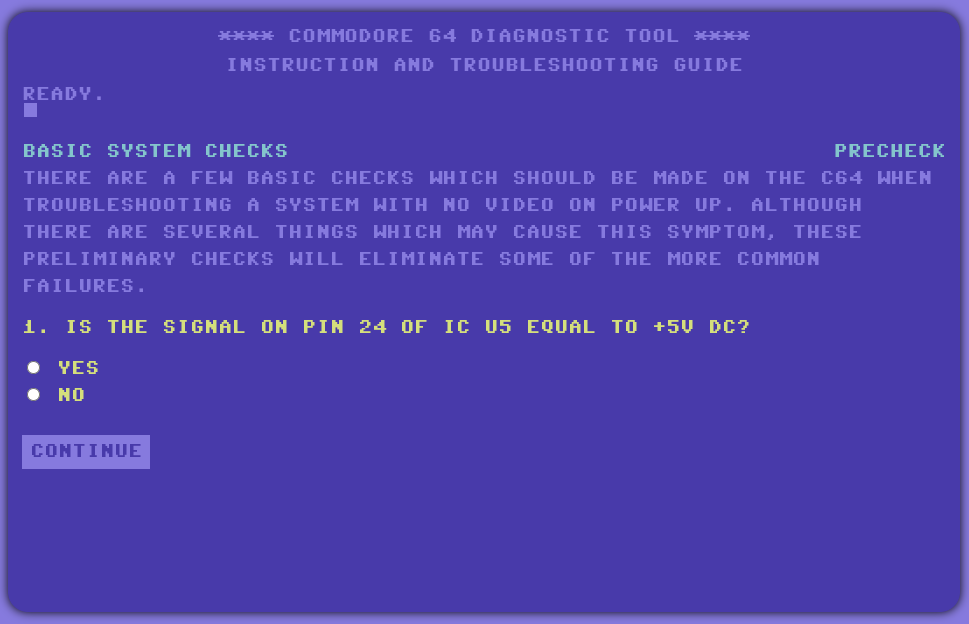 **** COMMODORE 64 DIAGNOSTIC TOOL ****
INSTRUCTION AND TROUBLESHOOTING GUIDE
READY.
BASIC SYSTEM CHECKS PRECHECK
THERE ARE A FEW BASIC CHECKS WHICH SHOULD BE MADE ON THE C64 WHEN
TROUBLESHOOTING A SYSTEM WITH NO VIDEO ON POWER UP. ALTHOUGH
THERE ARE SEVERAL THINGS WHICH MAY CAUSE THIS SYMPTOM, THESE
PRELIMINARY CHECKS WILL ELIMINATE SOME OF THE MORE COMMON
FAILURES.
1. IS THE SIGNAL ON PIN 24 OF IC U5 EQUAL TO +5V DC?
YES
NO
CONTINUE